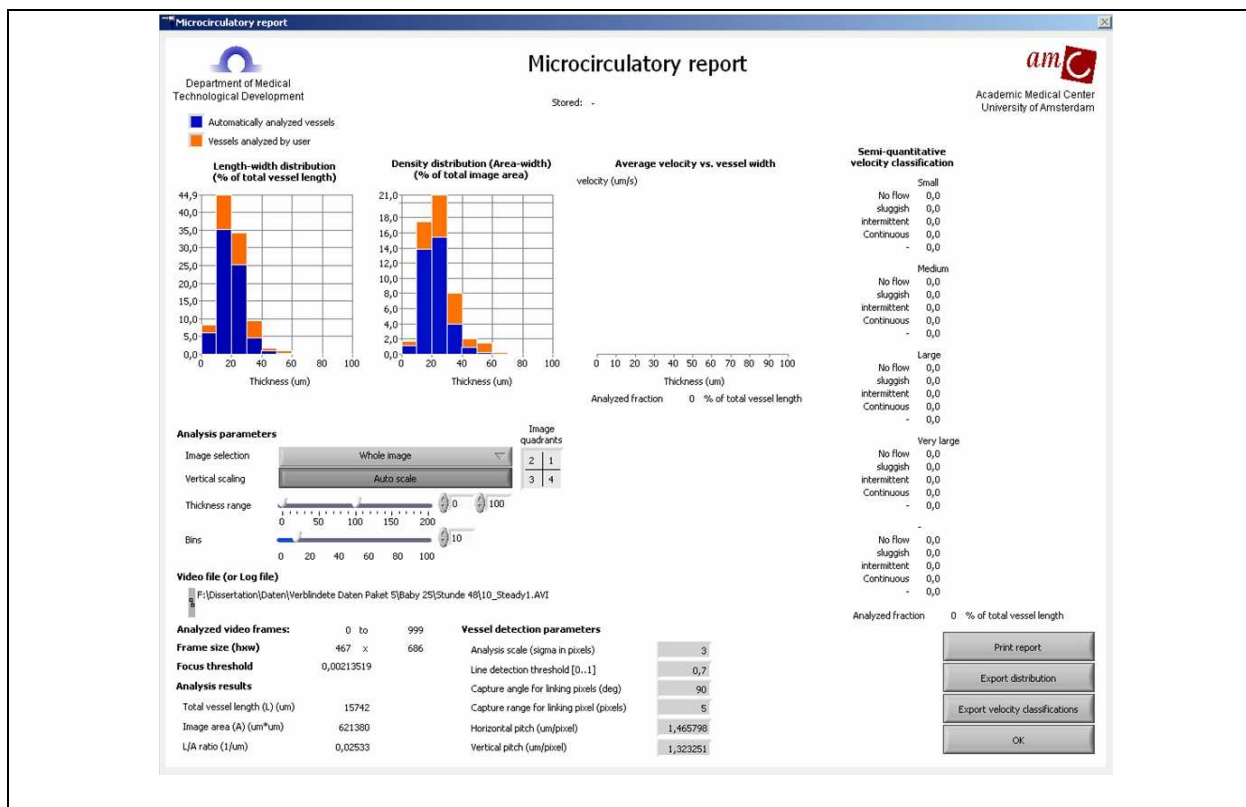 Microcirculatory report
Department of Medical
Technological Development
Microcirculatory report
Stored: -
amC
Academic Medical Center
University of Amsterdam
Automatically analyzed vessels
Vessels analyzed by user
Length-width distribution
(% of total vessel length)
44,9
40,0
35,0
30,0
25,0
20,0
15,0
10,0
5,0
0,0
0 20 40 60 80 100
Thickness (um)
Density distribution (Area-width)
(% of total image area)
21,0
18,0
16,0
14,0
12,0
10,0
8,0
6,0
4,0
2,0
0,0
0 20 40 60 80 100
Thickness (um)
Average velocity vs. vessel width
velocity (um/s)
0 10 20 30 40 50 60 70 80 90 100
Thickness (um)
Analyzed fraction 0 % of total vessel length
Semi-quantitative
velocity classification
Small
No flow 0,0
sluggish 0,0
intermittent 0,0
Continuous 0,0
- 0,0
Medium
No flow 0,0
sluggish 0,0
intermittent 0,0
Continuous 0,0
- 0,0
Large
No flow 0,0
sluggish 0,0
intermittent 0,0
Continuous 0,0
- 0,0
Very large
No flow 0,0
sluggish 0,0
intermittent 0,0
Continuous 0,0
- 0,0
-
No flow 0,0
sluggish 0,0
intermittent 0,0
Continuous 0,0
- 0,0
Analyzed fraction 0 % of total vessel length
Analysis parameters
Image selection Whole image
Vertical scaling Auto scale
Image
quadrants
2 1
3 4
Thickness range 0 100
0 50 100 150 200
Bins 10
0 20 40 60 80 100
Video file (or Log file)
F:\Dissertation\Daten\Verblindete Daten Paket 5\Baby 25\Stunde 48\10_Steady1.AVI
Analyzed video frames: 0 to 999
Frame size (hxw) 467 x 686
Focus threshold 0,00213519
Analysis results
Total vessel length (L) (um) 15742
Image area (A) (um*um) 621380
L/A ratio (1/um) 0,02533
Vessel detection parameters
Analysis scale (sigma in pixels) 3
Line detection threshold [0..1] 0,7
Capture angle for linking pixels (deg) 90
Capture range for linking pixel (pixels) 5
Horizontal pitch (um/pixel) 1,465798
Vertical pitch (um/pixel) 1,323251
Print report
Export distribution
Export velocity classifications
OK